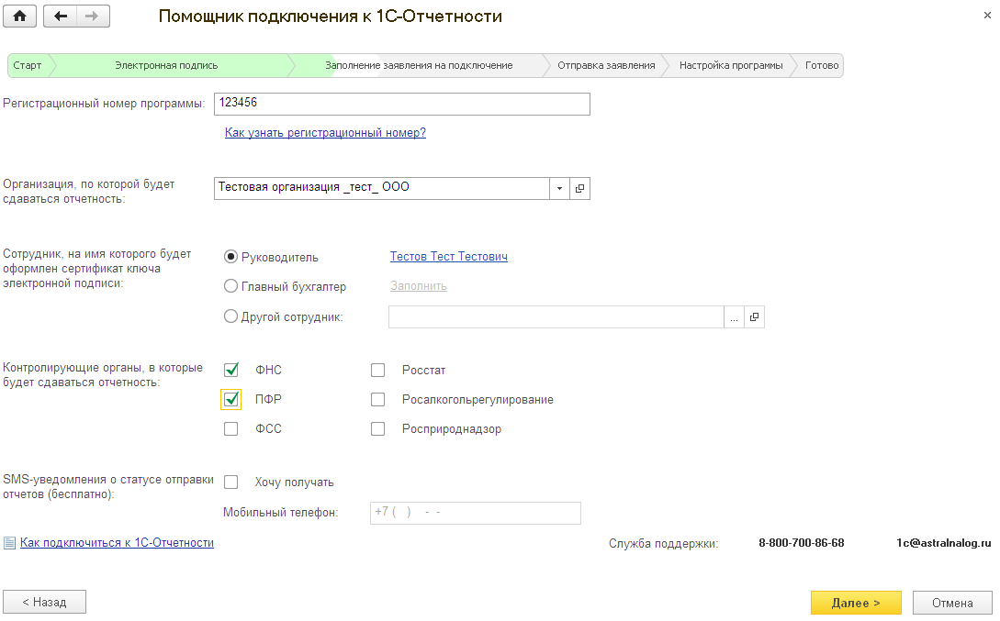 Помощник подключения к 1С-Отчетности
Старт Электронная подпись Заполнение заявления на подключение Отправка заявления Настройка программы Готово
Регистрационный номер программы: 123456
Как узнать регистрационный номер?
Организация, по которой будет
сдаваться отчетность:
Тестовая организация _тест_ ООО
Сотрудник, на имя которого будет
оформлен сертификат ключа
электронной подписи:
Руководитель Тестов Тест Тестович
Главный бухгалтер Заполнить
Другой сотрудник: ...
Контролирующие органы, в которые
будет сдаваться отчетность:
ФНС Росстат
ПФР Росалкогольрегулирование
ФСС Росприроднадзор
SMS-уведомления о статусе отправки
отчетов (бесплатно):
Хочу получать
Мобильный телефон: +7 ( ) - -
Как подключиться к 1С-Отчетности Служба поддержки: 8-800-700-86-68 1c@astralnalog.ru
< Назад Далее > Отмена